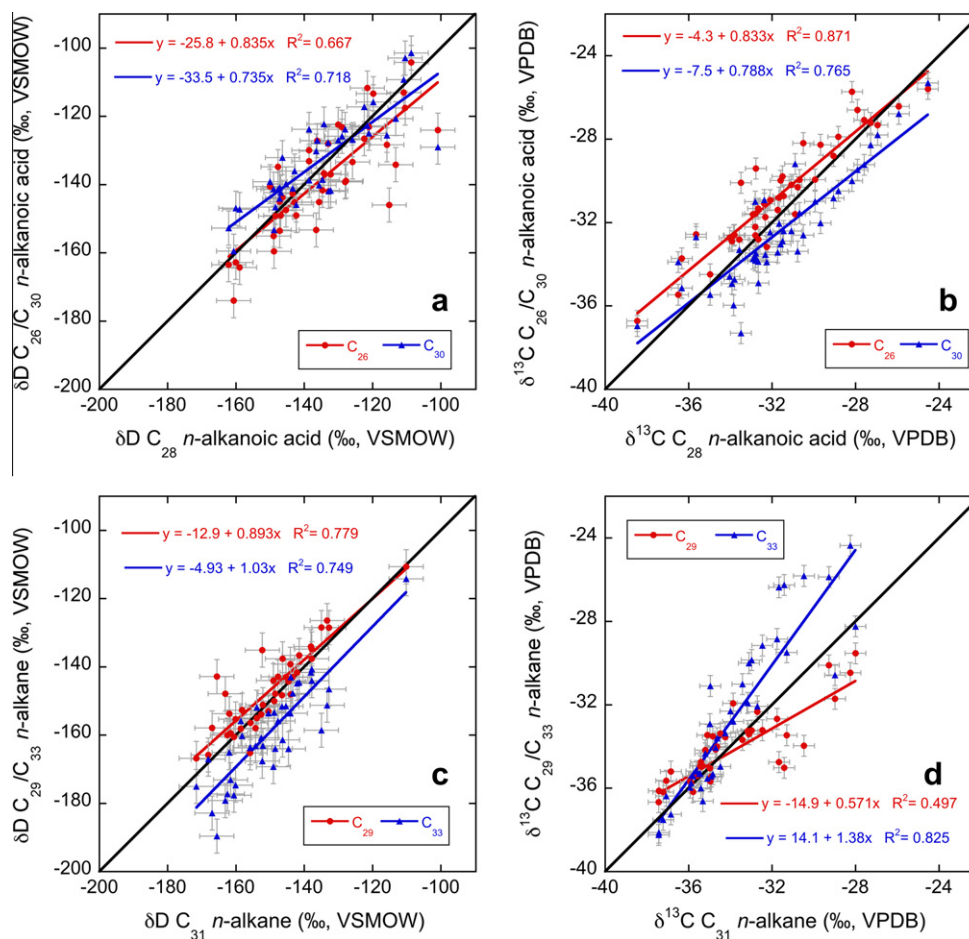 a
y = -25.8 + 0.835x R² = 0.667
y = -33.5 + 0.735x R² = 0.718
δD C₂₆/C₃₀ n-alkanoic acid (‰, VSMOW)
-100
-120
-140
-160
-180
-200
C₂₆ C₃₀
-200 -180 -160 -140 -120 -100
δD C₂₈ n-alkanoic acid (‰, VSMOW)
b
y = -4.3 + 0.833x R² = 0.871
y = -7.5 + 0.788x R² = 0.765
δ¹³C C₂₆/C₃₀ n-alkanoic acid (‰, VPDB)
-24
-28
-32
-36
-40
C₂₆ C₃₀
-40 -36 -32 -28 -24
δ¹³C C₂₈ n-alkanoic acid (‰, VPDB)
c
y = -12.9 + 0.893x R² = 0.779
y = -4.93 + 1.03x R² = 0.749
δD C₂₉/C₃₃ n-alkane (‰, VSMOW)
-100
-120
-140
-160
-180
-200
C₂₉ C₃₃
-200 -180 -160 -140 -120 -100
δD C₃₁ n-alkane (‰, VSMOW)
d
C₂₉ C₃₃
δ¹³C C₂₉/C₃₃ n-alkane (‰, VPDB)
-24
-28
-32
-36
-40
y = -14.9 + 0.571x R² = 0.497
y = 14.1 + 1.38x R² = 0.825
-40 -36 -32 -28 -24
δ¹³C C₃₁ n-alkane (‰, VPDB)